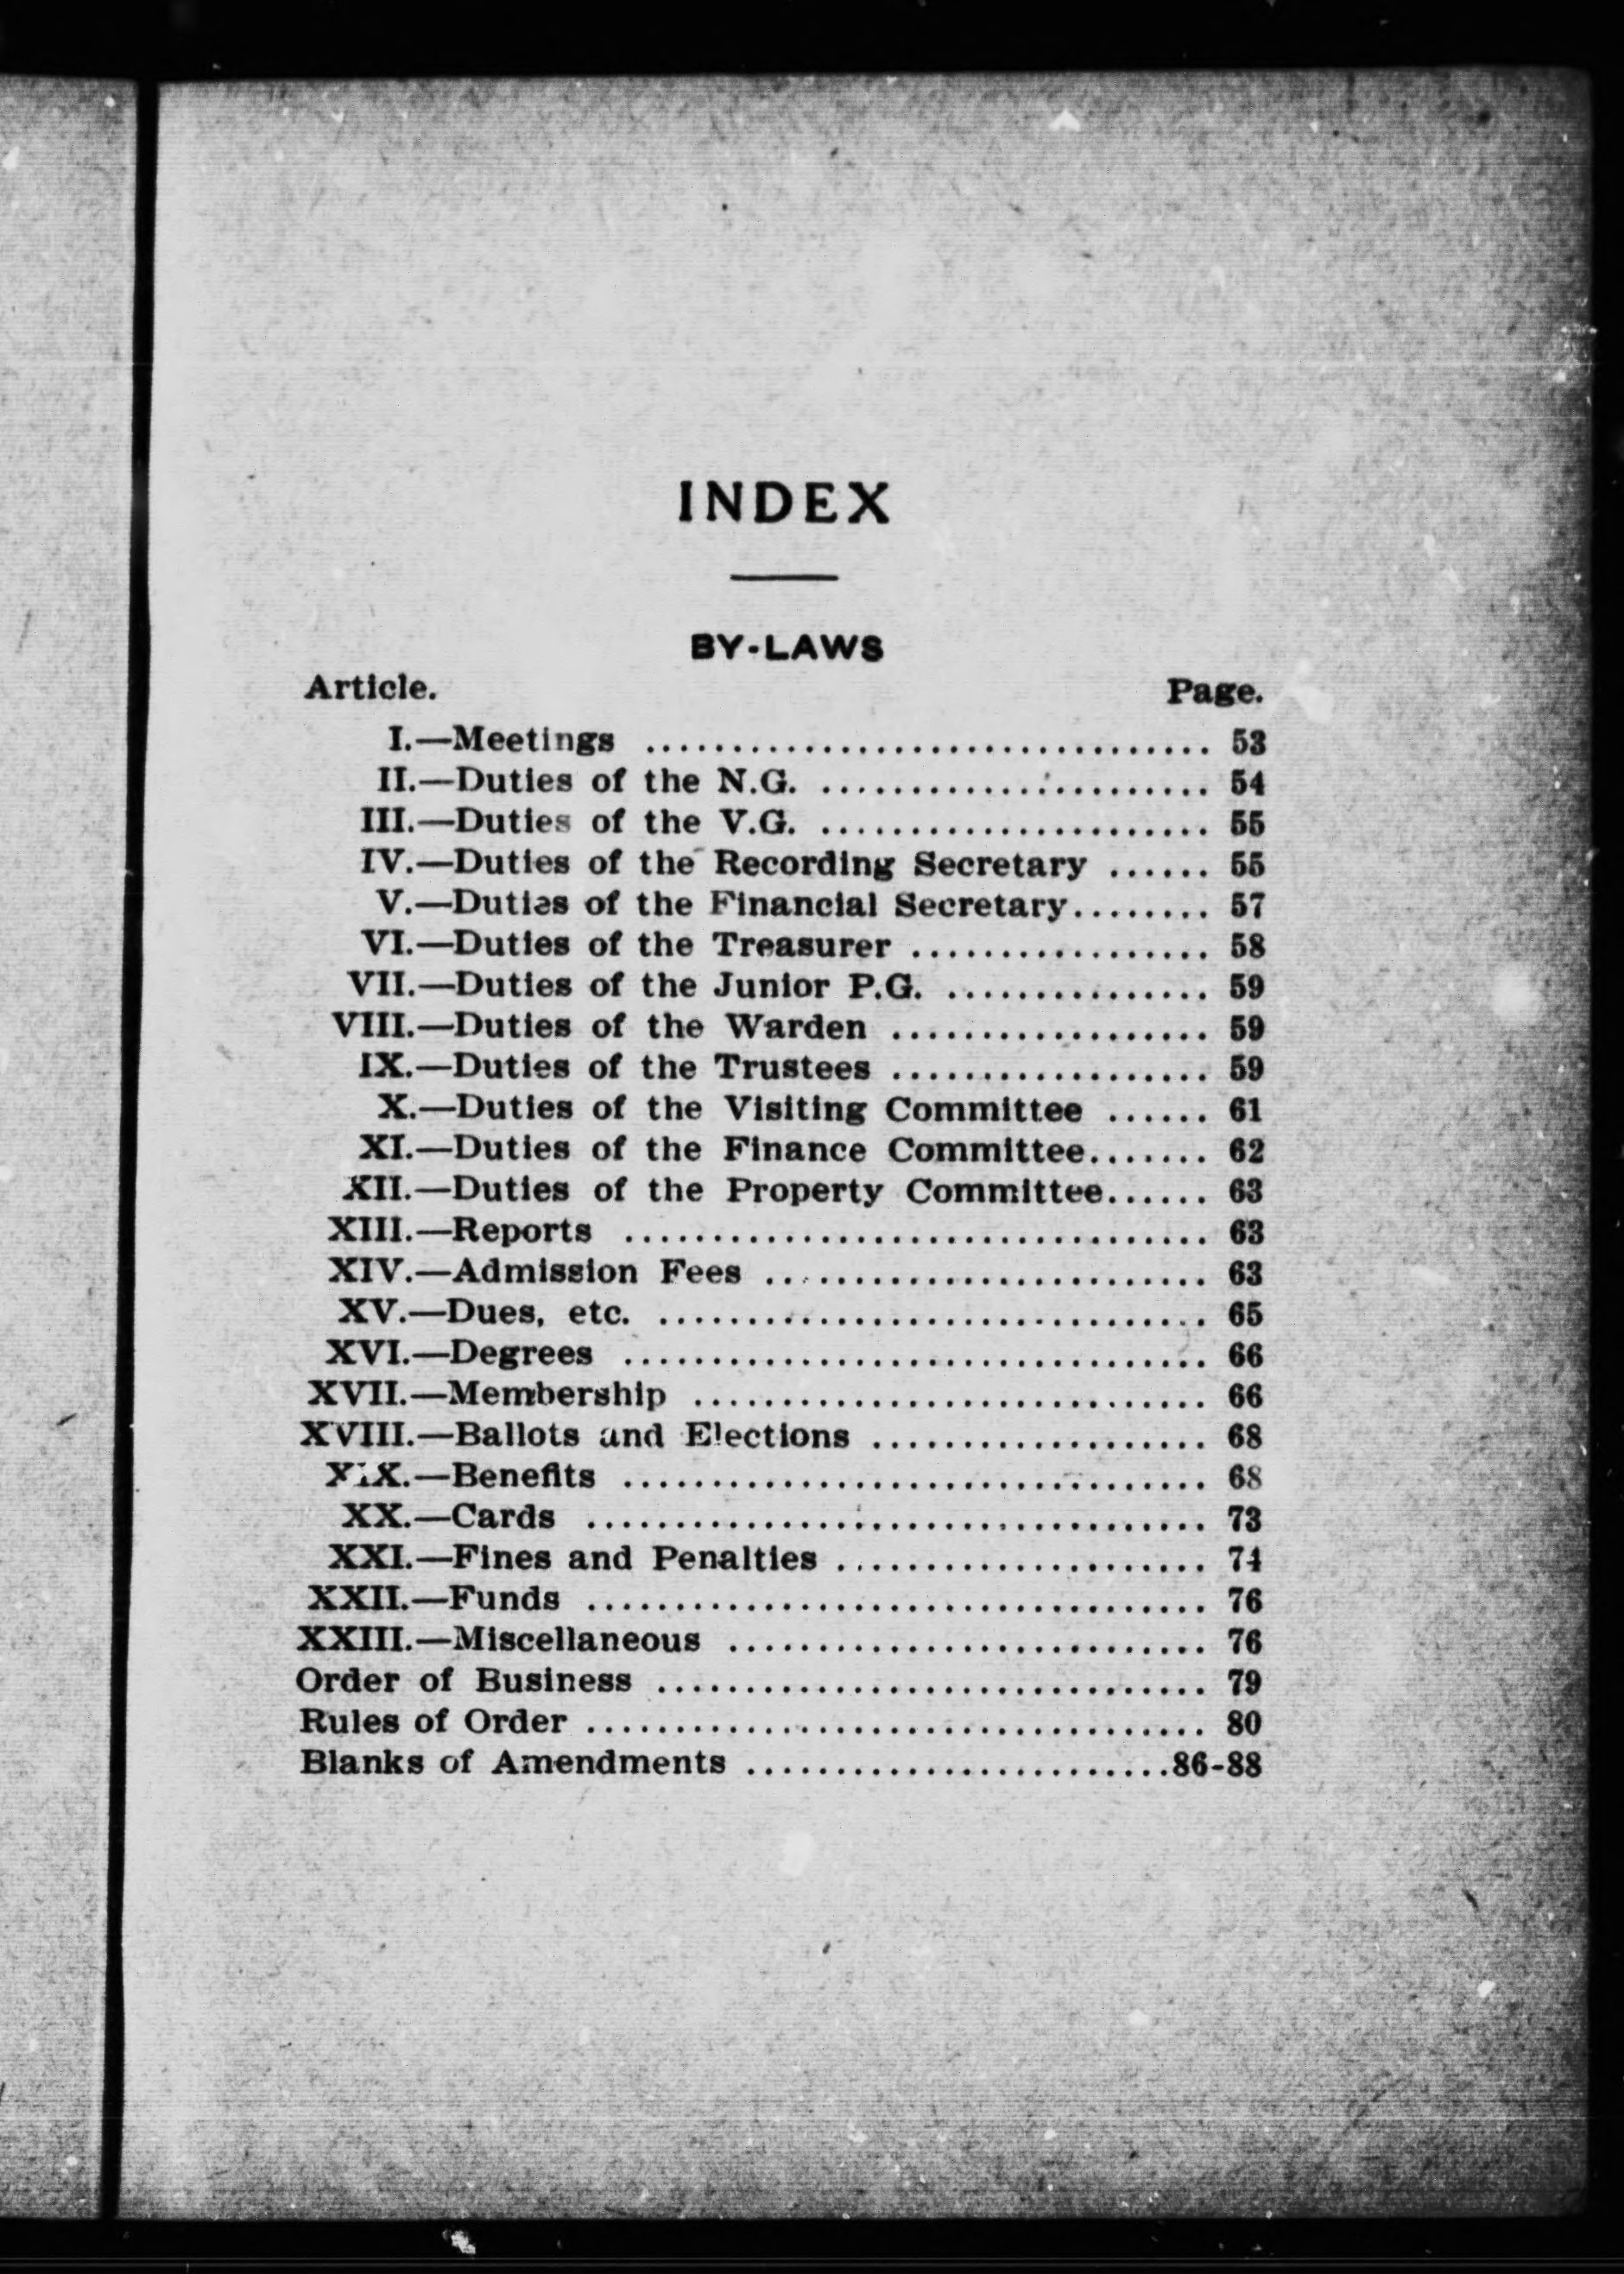 INDEX
BY-LAWS
Article. Page.
I.—Meetings .................................. 53
II.—Duties of the N.G. ........................ 54
III.—Duties of the V.G. ....................... 55
IV.—Duties of the Recording Secretary ...... 55
V.—Duties of the Financial Secretary........ 57
VI.—Duties of the Treasurer ................. 58
VII.—Duties of the Junior P.G. ............... 59
VIII.—Duties of the Warden .................. 59
IX.—Duties of the Trustees .................. 59
X.—Duties of the Visiting Committee ...... 61
XI.—Duties of the Finance Committee....... 62
XII.—Duties of the Property Committee...... 63
XIII.—Reports .................................. 63
XIV.—Admission Fees ......................... 63
XV.—Dues, etc. ............................... 65
XVI.—Degrees .................................. 66
XVII.—Membership ............................. 66
XVIII.—Ballots and Elections ................... 68
XIX.—Benefits .................................. 68
XX.—Cards .................................... 73
XXI.—Fines and Penalties ..................... 74
XXII.—Funds .................................... 76
XXIII.—Miscellaneous ........................... 76
Order of Business ................................ 79
Rules of Order .................................... 80
Blanks of Amendments ........................86-88